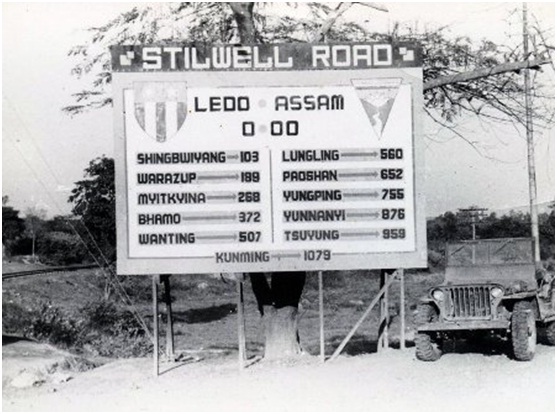 STILWELL ROAD
LEDO ASSAM
0 00
SHINGBWIYANG 103
WARAZUP 189
MYITKYINA 268
BHAMO 372
WANTING 507
LUNGLING 560
PAOSHAN 652
YUNGPING 755
YUNNANYI 876
TSUYUNG 959
KUNMING 1079